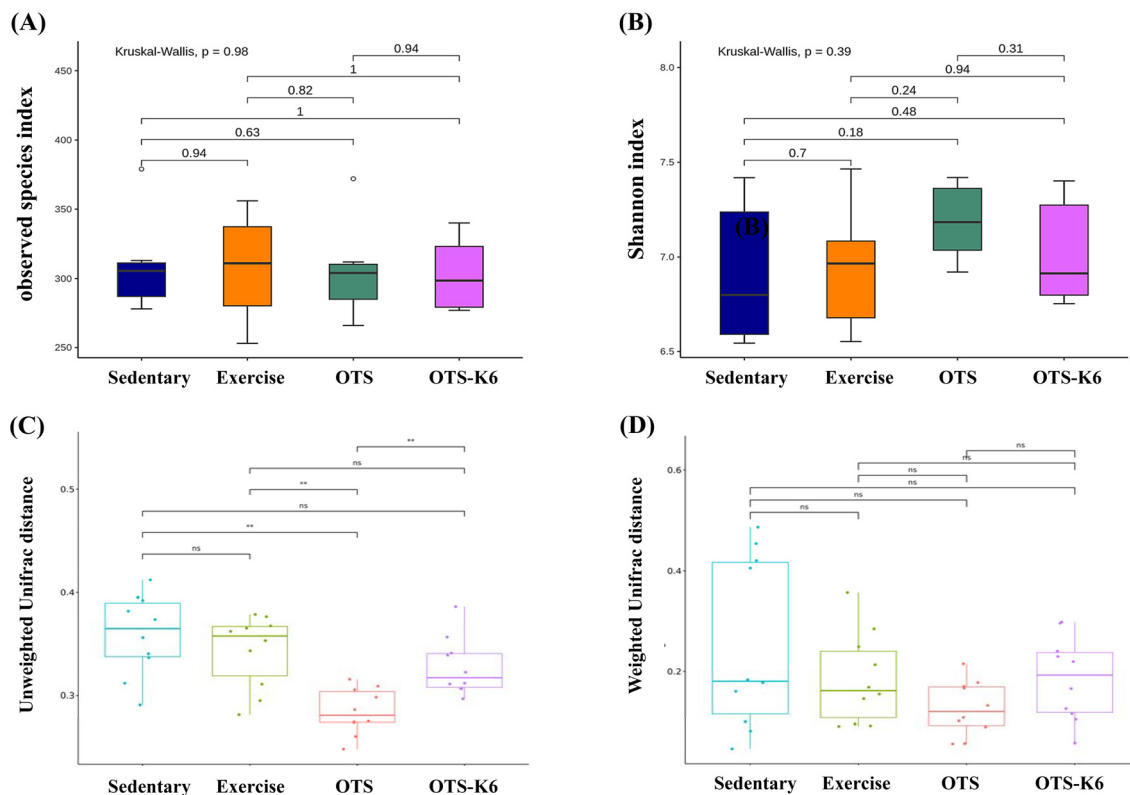 (A)
Kruskal-Wallis, p = 0.98
0.94
1
0.82
1
0.63
0.94
450
400
350
300
250
observed species index
Sedentary Exercise OTS OTS-K6
(B)
Kruskal-Wallis, p = 0.39
0.31
0.94
0.24
0.48
0.18
0.7
8.0
7.5
7.0
6.5
Shannon index
(B)
Sedentary Exercise OTS OTS-K6
(C)
**
ns
**
ns
**
ns
0.5
0.4
0.3
Unweighted Unifrac distance
Sedentary Exercise OTS OTS-K6
(D)
ns
ns
ns
ns
ns
ns
0.6
0.4
0.2
Weighted Unifrac distance
Sedentary Exercise OTS OTS-K6